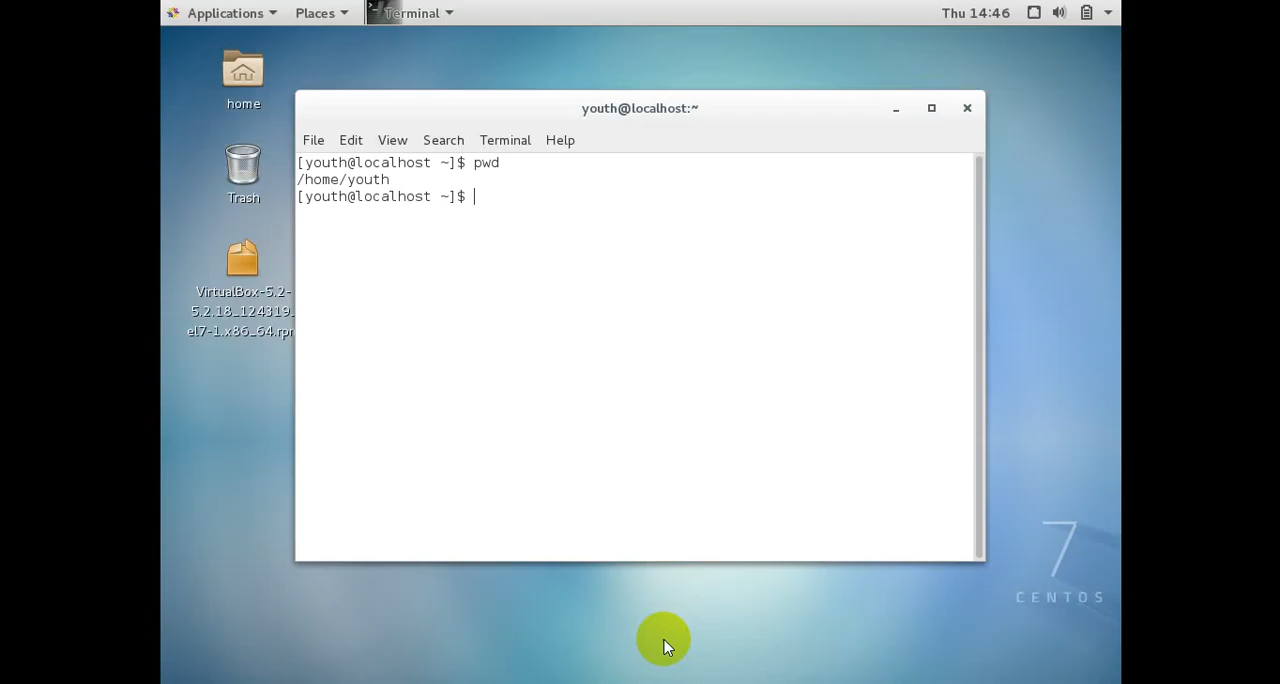 Applications Places Terminal Thu 14:46
home
Trash
VirtualBox-5.2-
5.2.18_124319_
el7-1.x86_64.rpm
youth@localhost:~
File Edit View Search Terminal Help
[youth@localhost ~]$ pwd
/home/youth
[youth@localhost ~]$
7
CENTOS